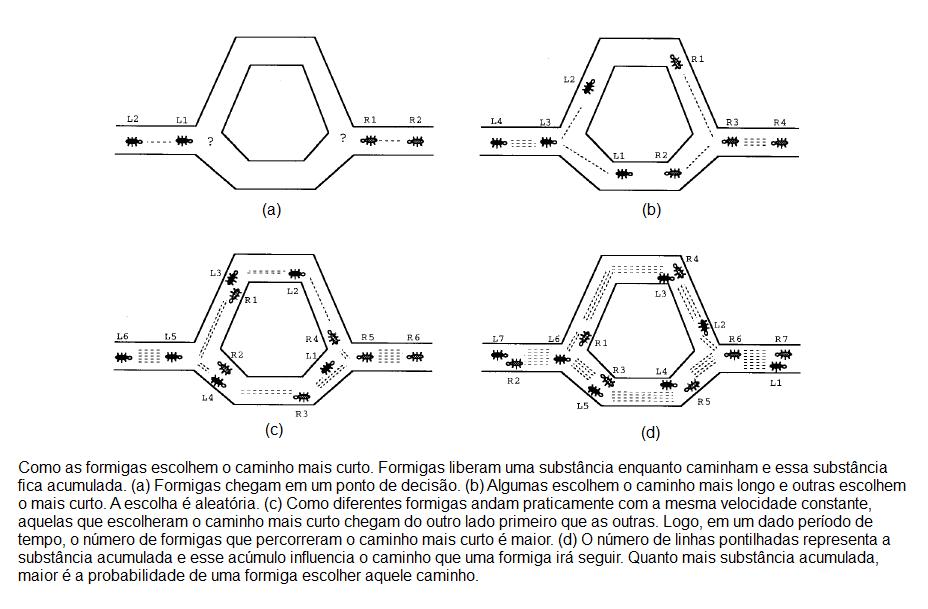 L2 L1 ? ? R1 R2
(a)
L2 R1
L4 L3 R3 R4
L1 R2
(b)
L3 R1 L2
L6 L5 R4 R5 R6
R2 L1
L4 R3
(c)
R4
L3
L2
L7 L6 R1 R6 R7
R2 R3 L4 L1
L5 R5
(d)
Como as formigas escolhem o caminho mais curto. Formigas liberam uma substância enquanto caminham e essa substância
fica acumulada. (a) Formigas chegam em um ponto de decisão. (b) Algumas escolhem o caminho mais longo e outras escolhem
o mais curto. A escolha é aleatória. (c) Como diferentes formigas andam praticamente com a mesma velocidade constante,
aquelas que escolheram o caminho mais curto chegam do outro lado primeiro que as outras. Logo, em um dado período de
tempo, o número de formigas que percorreram o caminho mais curto é maior. (d) O número de linhas pontilhadas representa a
substância acumulada e esse acúmulo influencia o caminho que uma formiga irá seguir. Quanto mais substância acumulada,
maior é a probabilidade de uma formiga escolher aquele caminho.